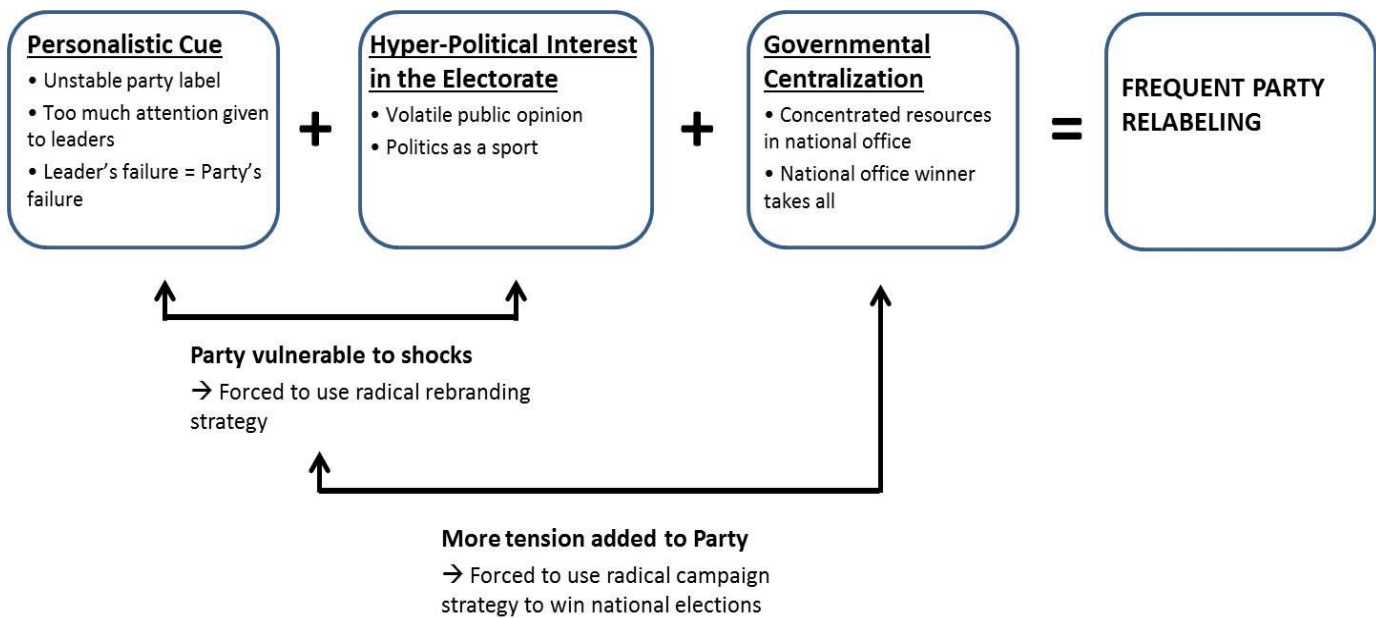 Personalistic Cue
• Unstable party label
• Too much attention given
to leaders
• Leader's failure = Party's
failure
+
Hyper-Political Interest
in the Electorate
• Volatile public opinion
• Politics as a sport
+
Governmental
Centralization
• Concentrated resources
in national office
• National office winner
takes all
=
FREQUENT PARTY
RELABELING
Party vulnerable to shocks
→ Forced to use radical rebranding
strategy
More tension added to Party
→ Forced to use radical campaign
strategy to win national elections